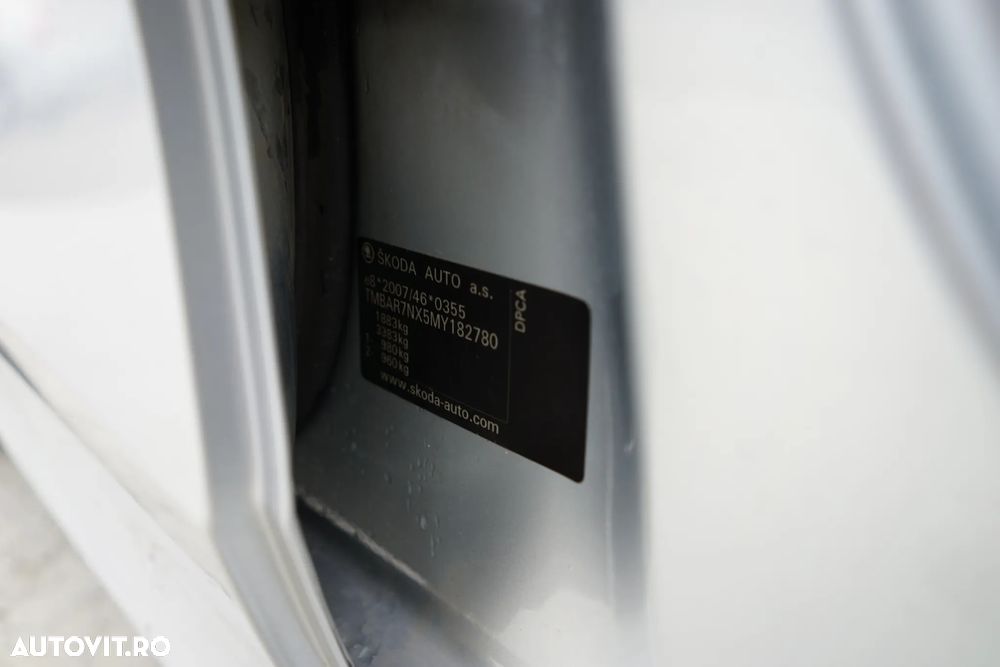 ŠKODA AUTO a.s.
e8*2007/46*0355
TMBAR7NX5MY182780
1883kg
3383kg
1- 980kg
2- 960kg
www.skoda-auto.com
DPCA
AUTOVIT.RO